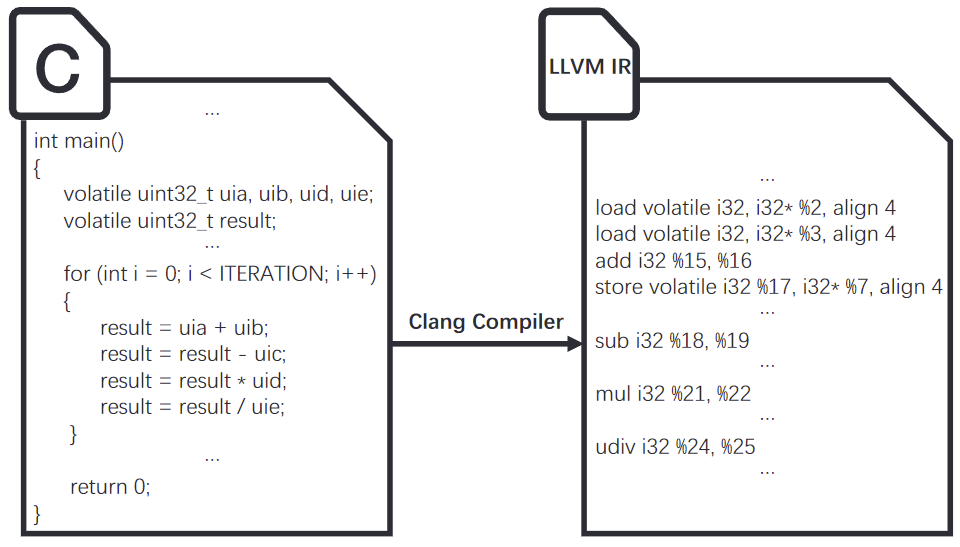 C
...
int main()
{
volatile uint32_t uia, uib, uid, uie;
volatile uint32_t result;
...
for (int i = 0; i < ITERATION; i++)
{
result = uia + uib;
result = result - uic;
result = result * uid;
result = result / uie;
}
...
return 0;
}
Clang Compiler
LLVM IR
...
load volatile i32, i32* %2, align 4
load volatile i32, i32* %3, align 4
add i32 %15, %16
store volatile i32 %17, i32* %7, align 4
...
sub i32 %18, %19
...
mul i32 %21, %22
...
udiv i32 %24, %25
...